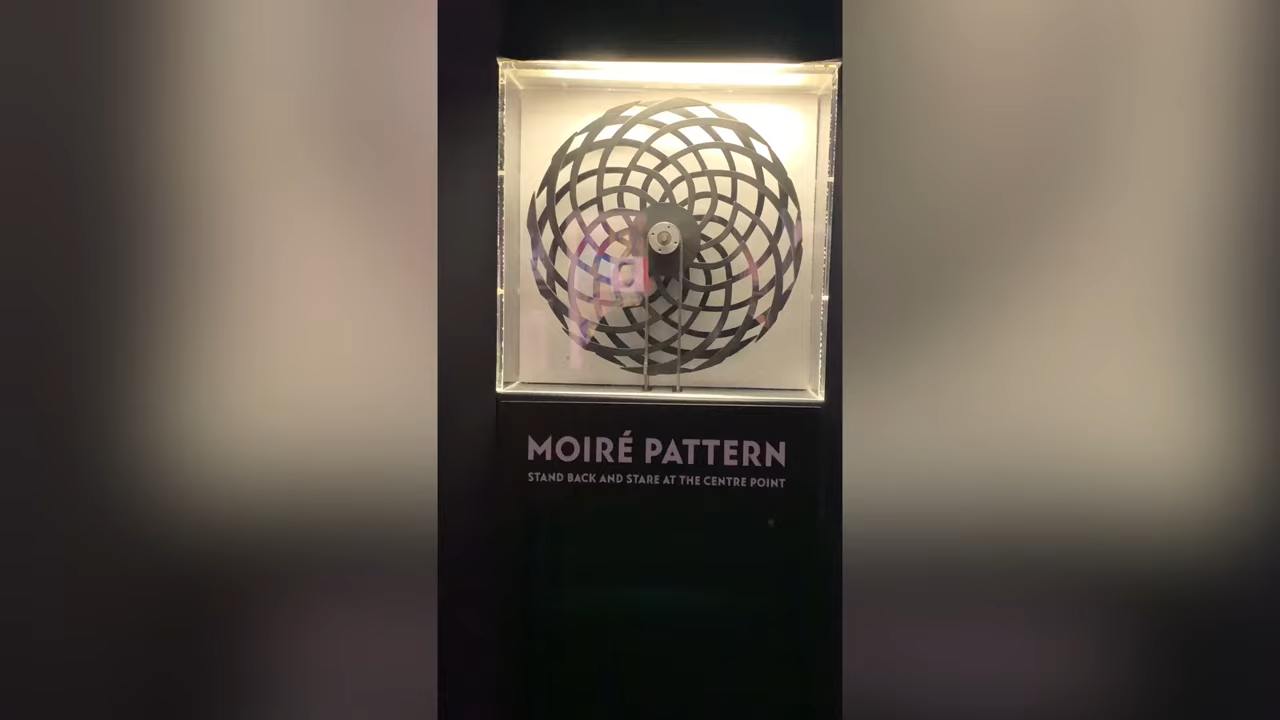 MOIRÉ PATTERN
STAND BACK AND STARE AT THE CENTRE POINT